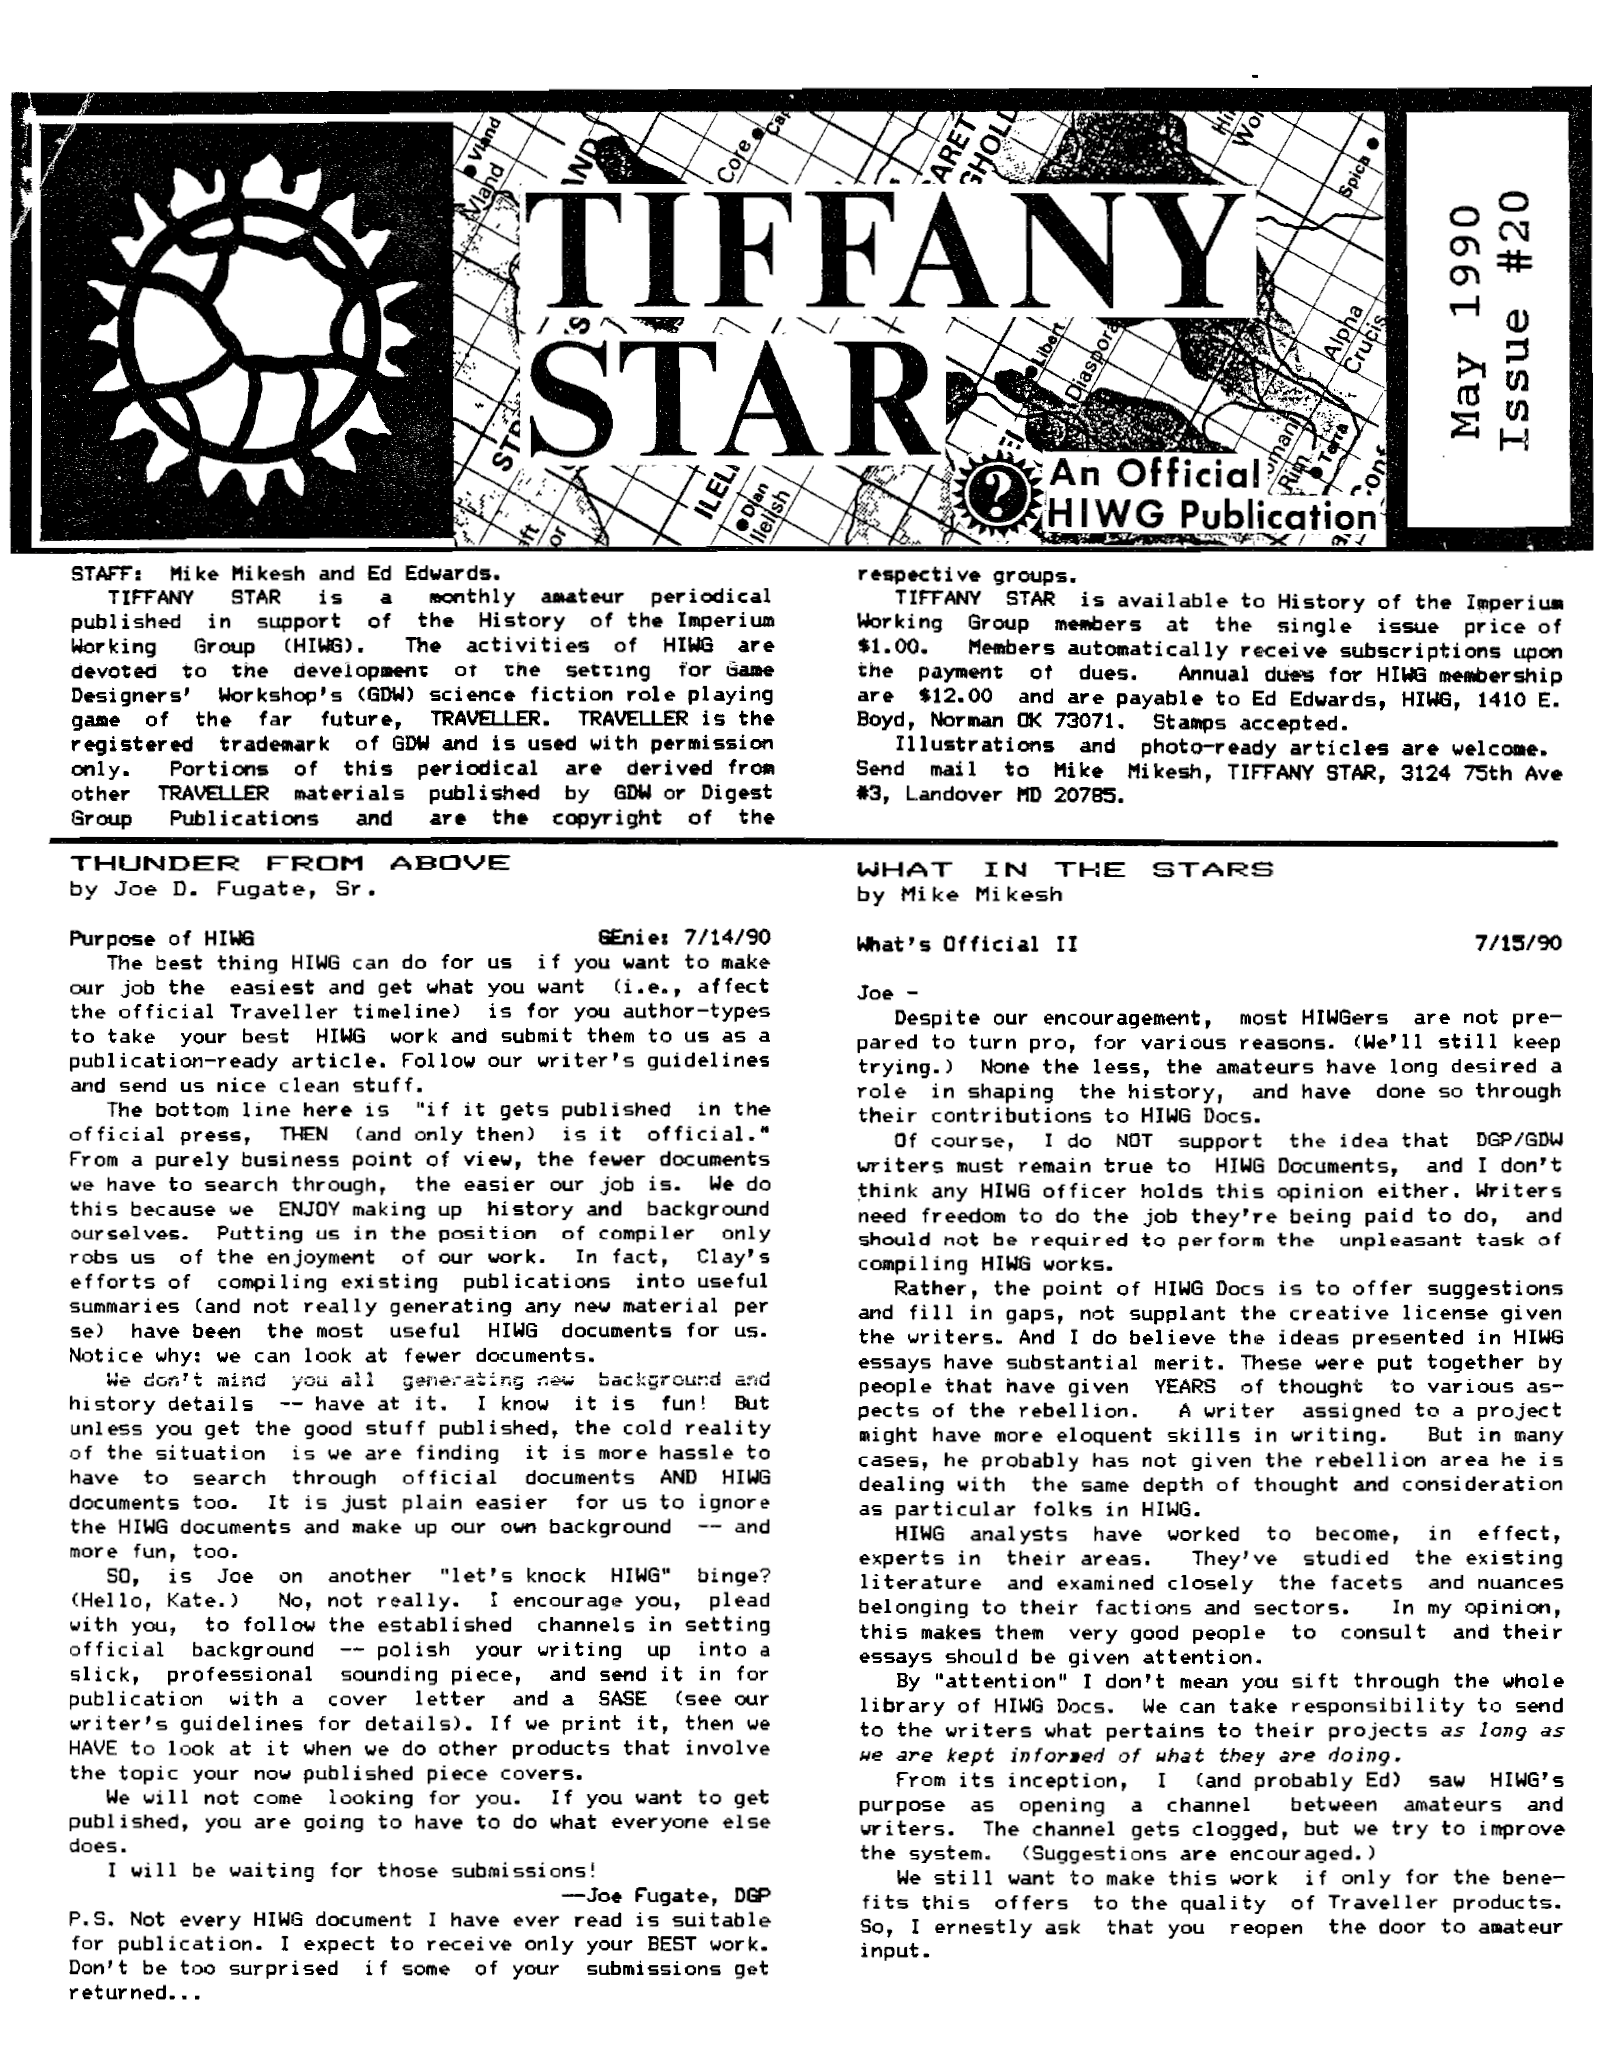 Vland
Vland
AND
Core
Cap
ARET
GHOLD
Hi
Wor
Spica
TIFFANY
STAR
Libert
Diaspora
Alpha
Crucis
STR
ILEL
Dian
Ilelish
EI
omani
Rim
Terra
Conf
aft
or
An Official
HIWG Publication
May 1990
Issue #20
STAFF: Mike Mikesh and Ed Edwards.
TIFFANY STAR is a monthly amateur periodical
published in support of the History of the Imperium
Working Group (HIWG). The activities of HIWG are
devoted to the development of the setting for Game
Designers' Workshop's (GDW) science fiction role playing
game of the far future, TRAVELLER. TRAVELLER is the
registered trademark of GDW and is used with permission
only. Portions of this periodical are derived from
other TRAVELLER materials published by GDW or Digest
Group Publications and are the copyright of the
respective groups.
TIFFANY STAR is available to History of the Imperium
Working Group members at the single issue price of
$1.00. Members automatically receive subscriptions upon
the payment of dues. Annual dues for HIWG membership
are $12.00 and are payable to Ed Edwards, HIWG, 1410 E.
Boyd, Norman OK 73071. Stamps accepted.
Illustrations and photo-ready articles are welcome.
Send mail to Mike Mikesh, TIFFANY STAR, 3124 75th Ave
#3, Landover MD 20785.
THUNDER FROM ABOVE
by Joe D. Fugate, Sr.
Purpose of HIWG GEnie: 7/14/90
The best thing HIWG can do for us if you want to make
our job the easiest and get what you want (i.e., affect
the official Traveller timeline) is for you author-types
to take your best HIWG work and submit them to us as a
publication-ready article. Follow our writer's guidelines
and send us nice clean stuff.
The bottom line here is "if it gets published in the
official press, THEN (and only then) is it official."
From a purely business point of view, the fewer documents
we have to search through, the easier our job is. We do
this because we ENJOY making up history and background
ourselves. Putting us in the position of compiler only
robs us of the enjoyment of our work. In fact, Clay's
efforts of compiling existing publications into useful
summaries (and not really generating any new material per
se) have been the most useful HIWG documents for us.
Notice why: we can look at fewer documents.
We don't mind you all generating new background and
history details -- have at it. I know it is fun! But
unless you get the good stuff published, the cold reality
of the situation is we are finding it is more hassle to
have to search through official documents AND HIWG
documents too. It is just plain easier for us to ignore
the HIWG documents and make up our own background -- and
more fun, too.
SO, is Joe on another "let's knock HIWG" binge?
(Hello, Kate.) No, not really. I encourage you, plead
with you, to follow the established channels in setting
official background -- polish your writing up into a
slick, professional sounding piece, and send it in for
publication with a cover letter and a SASE (see our
writer's guidelines for details). If we print it, then we
HAVE to look at it when we do other products that involve
the topic your now published piece covers.
We will not come looking for you. If you want to get
published, you are going to have to do what everyone else
does.
I will be waiting for those submissions!
—Joe Fugate, DGP
P.S. Not every HIWG document I have ever read is suitable
for publication. I expect to receive only your BEST work.
Don't be too surprised if some of your submissions get
returned...
WHAT IN THE STARS
by Mike Mikesh
What's Official II 7/15/90
Joe -
Despite our encouragement, most HIWGers are not pre-
pared to turn pro, for various reasons. (We'll still keep
trying.) None the less, the amateurs have long desired a
role in shaping the history, and have done so through
their contributions to HIWG Docs.
Of course, I do NOT support the idea that DGP/GDW
writers must remain true to HIWG Documents, and I don't
think any HIWG officer holds this opinion either. Writers
need freedom to do the job they're being paid to do, and
should not be required to perform the unpleasant task of
compiling HIWG works.
Rather, the point of HIWG Docs is to offer suggestions
and fill in gaps, not supplant the creative license given
the writers. And I do believe the ideas presented in HIWG
essays have substantial merit. These were put together by
people that have given YEARS of thought to various as-
pects of the rebellion. A writer assigned to a project
might have more eloquent skills in writing. But in many
cases, he probably has not given the rebellion area he is
dealing with the same depth of thought and consideration
as particular folks in HIWG.
HIWG analysts have worked to become, in effect,
experts in their areas. They've studied the existing
literature and examined closely the facets and nuances
belonging to their factions and sectors. In my opinion,
this makes them very good people to consult and their
essays should be given attention.
By "attention" I don't mean you sift through the whole
library of HIWG Docs. We can take responsibility to send
to the writers what pertains to their projects as long as
we are kept informed of what they are doing.
From its inception, I (and probably Ed) saw HIWG's
purpose as opening a channel between amateurs and
writers. The channel gets clogged, but we try to improve
the system. (Suggestions are encouraged.)
We still want to make this work if only for the bene-
fits this offers to the quality of Traveller products.
So, I ernestly ask that you reopen the door to amateur
input.